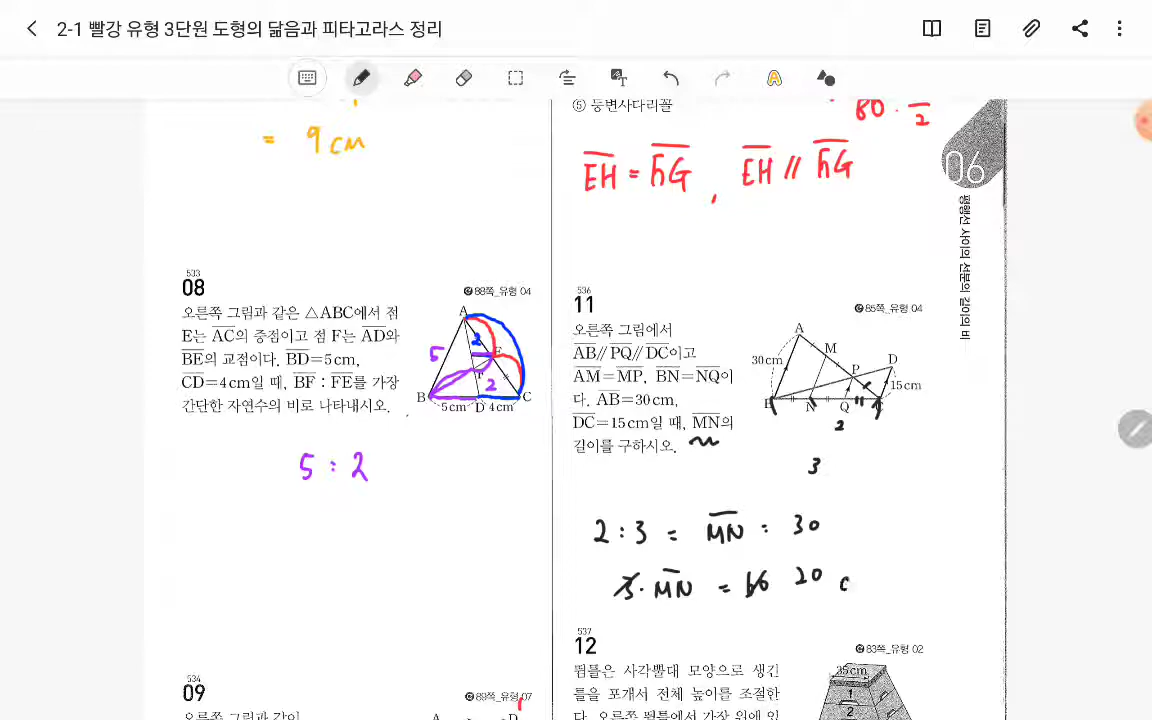 2-1 빨강 유형 3단원 도형의 닮음과 피타고라스 정리
= 9 cm
533
08
88쪽_유형 04
오른쪽 그림과 같은 △ABC에서 점
E는 AC의 중점이고 점 F는 AD와
BE의 교점이다. BD=5cm,
CD=4cm일 때, BF : FE를 가장
간단한 자연수의 비로 나타내시오.
A
5
2
E
F
2
B
5cm
D
4cm
C
5 : 2
534
09
89쪽_유형 07
오른쪽 그림과 같이
A
D
⑤ 등변사다리꼴
80 · 2
EH = hG , EH // hG
06
평행선 사이의 선분의 길이의 비
536
11
85쪽_유형 04
오른쪽 그림에서
AB∥PQ∥DC이고
AM=MP, BN=NQ이
다. AB=30cm,
DC=15cm일 때, MN의
길이를 구하시오.
A
M
D
30cm
P
15cm
B
N
Q
2
3
2 : 3 = MN : 30
3 · MN = 20 c
537
12
83쪽_유형 02
뜀틀은 사각뿔대 모양으로 생긴
틀을 포개서 전체 높이를 조절한
다. 오른쪽 뜀틀에서 가장 위에 있
35cm
1
2